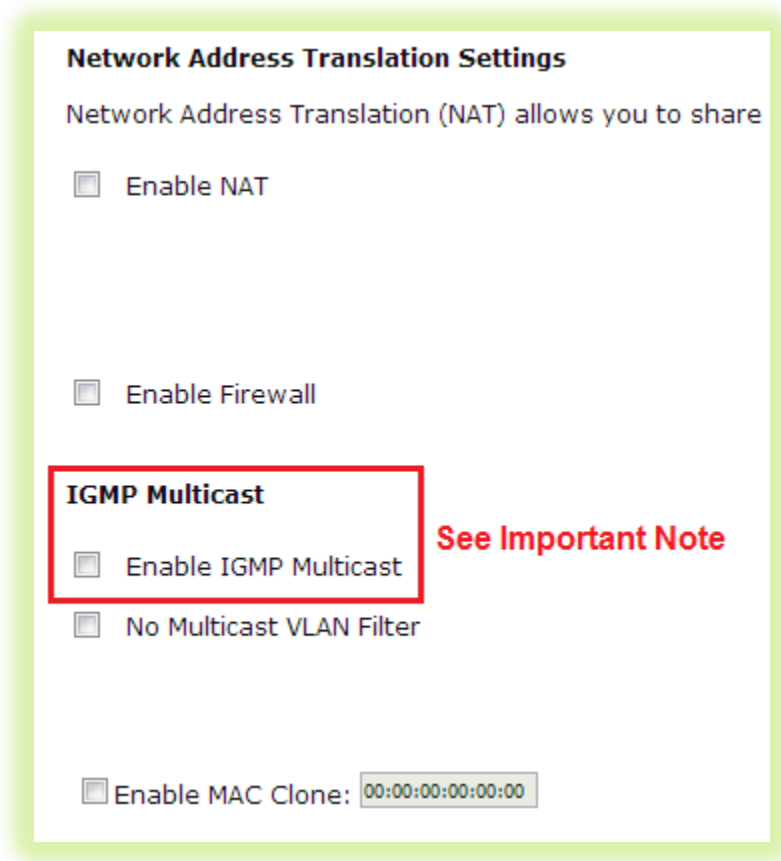 Network Address Translation Settings
Network Address Translation (NAT) allows you to share
Enable NAT
Enable Firewall
IGMP Multicast
See Important Note
Enable IGMP Multicast
No Multicast VLAN Filter
Enable MAC Clone: 00:00:00:00:00:00